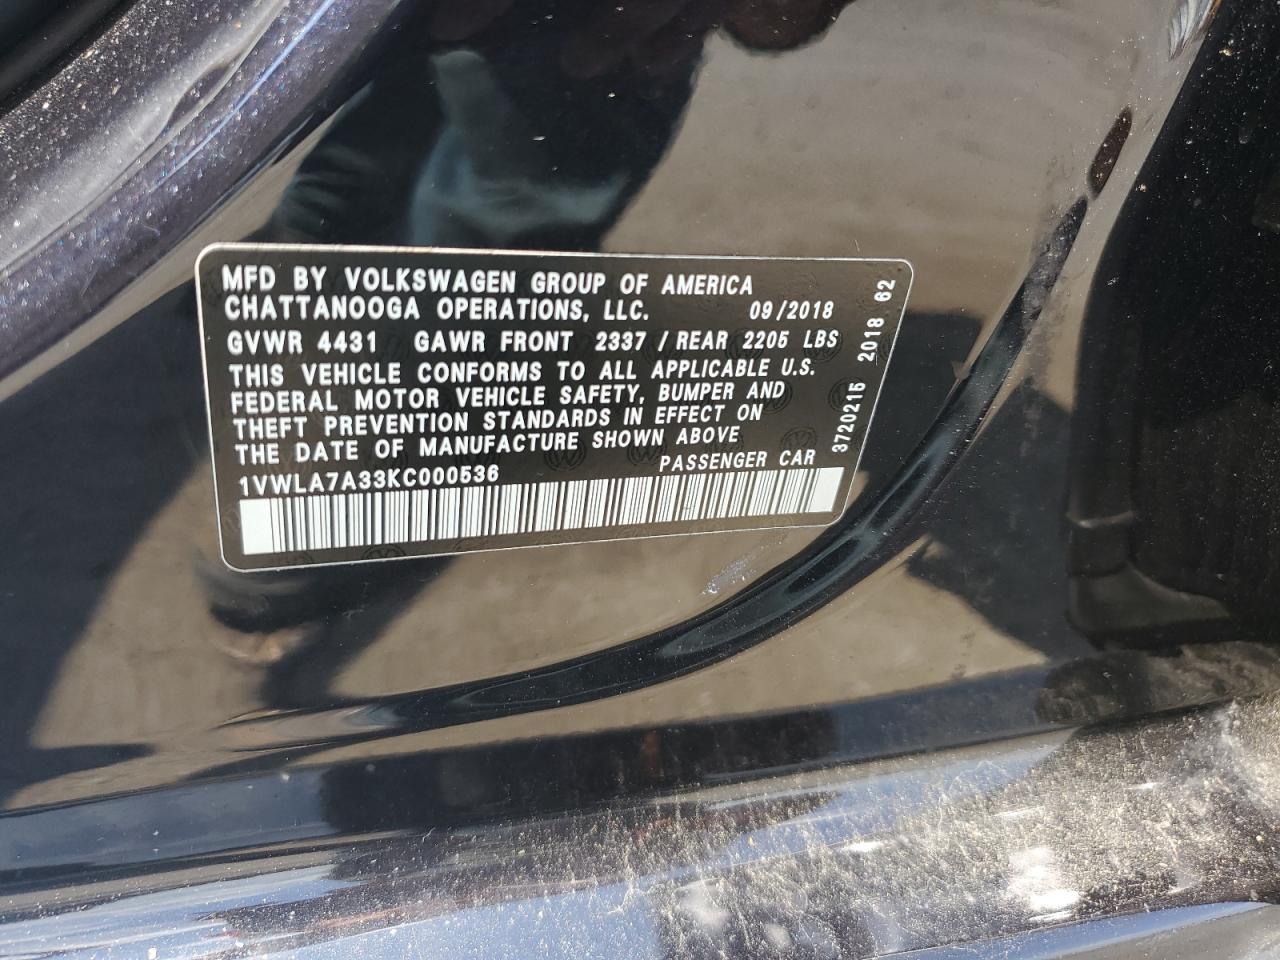 MFD BY VOLKSWAGEN GROUP OF AMERICA
CHATTANOOGA OPERATIONS, LLC. 09/2018
GVWR 4431 GAWR FRONT 2337 / REAR 2205 LBS
THIS VEHICLE CONFORMS TO ALL APPLICABLE U.S.
FEDERAL MOTOR VEHICLE SAFETY, BUMPER AND
THEFT PREVENTION STANDARDS IN EFFECT ON
THE DATE OF MANUFACTURE SHOWN ABOVE
1VWLA7A33KC000536 PASSENGER CAR
3720216 2018 62